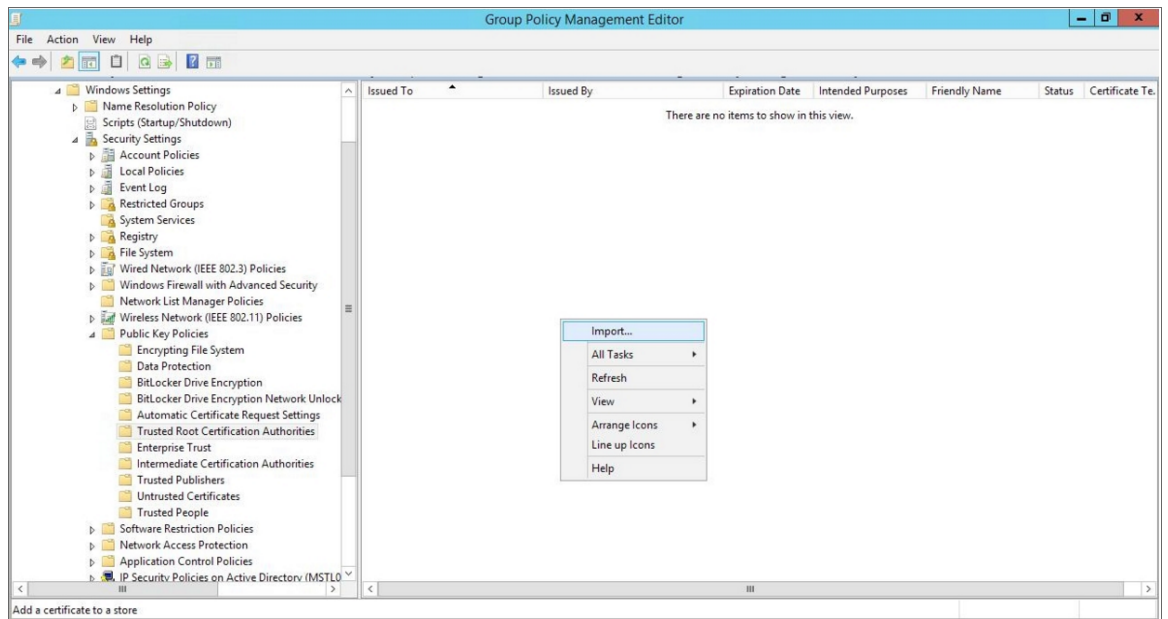 Group Policy Management Editor
File Action View Help
Windows Settings
Name Resolution Policy
Scripts (Startup/Shutdown)
Security Settings
Account Policies
Local Policies
Event Log
Restricted Groups
System Services
Registry
File System
Wired Network (IEEE 802.3) Policies
Windows Firewall with Advanced Security
Network List Manager Policies
Wireless Network (IEEE 802.11) Policies
Public Key Policies
Encrypting File System
Data Protection
BitLocker Drive Encryption
BitLocker Drive Encryption Network Unlock
Automatic Certificate Request Settings
Trusted Root Certification Authorities
Enterprise Trust
Intermediate Certification Authorities
Trusted Publishers
Untrusted Certificates
Trusted People
Software Restriction Policies
Network Access Protection
Application Control Policies
IP Security Policies on Active Directory (MSTL0
Issued To Issued By Expiration Date Intended Purposes Friendly Name Status Certificate Te.
There are no items to show in this view.
Import...
All Tasks
Refresh
View
Arrange Icons
Line up Icons
Help
Add a certificate to a store